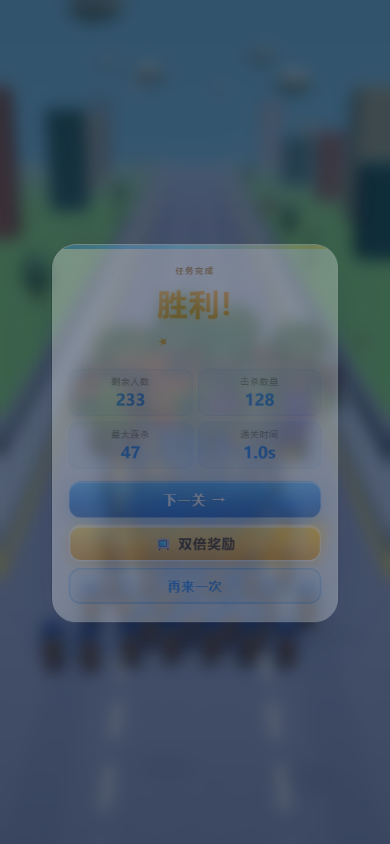 任务完成
胜利!
剩余人数
击杀数量
233
128
最大连杀
通关时间
47
1.0s
下一关 →
双倍奖励
再来一次